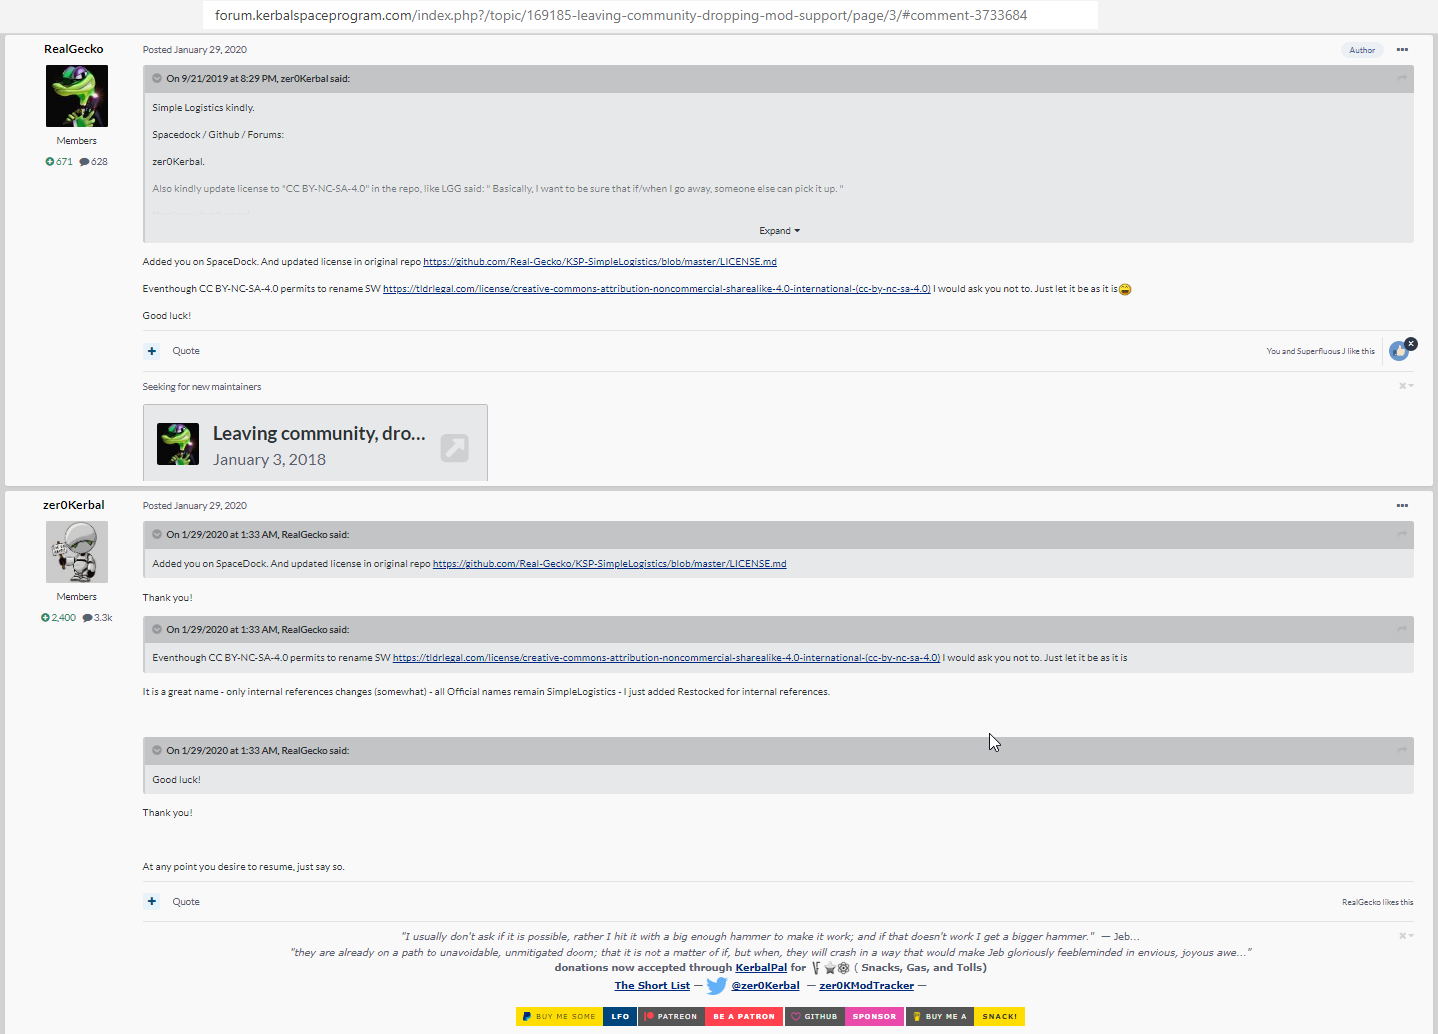 forum.kerbalspaceprogram.com/index.php?/topic/169185-leaving-community-dropping-mod-support/page/3/#comment-3733684
RealGecko
Posted January 29, 2020
Author
On 9/21/2019 at 8:29 PM, zer0Kerbal said:
Simple Logistics kindly.
Spacedock / Github / Forums:
Members
671 628
zer0Kerbal.
Also kindly update license to "CC BY-NC-SA-4.0" in the repo, like LGG said: " Basically, I want to be sure that if/when I go away, someone else can pick it up. "
Expand
Added you on SpaceDock. And updated license in original repo https://github.com/Real-Gecko/KSP-SimpleLogistics/blob/master/LICENSE.md
Eventhough CC BY-NC-SA-4.0 permits to rename SW https://tldrlegal.com/license/creative-commons-attribution-noncommercial-sharealike-4.0-international-(cc-by-nc-sa-4.0) I would ask you not to. Just let it be as it is
Good luck!
+ Quote
You and Superfluous J like this
Seeking for new maintainers
Leaving community, dro...
January 3, 2018
zer0Kerbal
Posted January 29, 2020
On 1/29/2020 at 1:33 AM, RealGecko said:
Added you on SpaceDock. And updated license in original repo https://github.com/Real-Gecko/KSP-SimpleLogistics/blob/master/LICENSE.md
Members
2,400 3.3k
Thank you!
On 1/29/2020 at 1:33 AM, RealGecko said:
Eventhough CC BY-NC-SA-4.0 permits to rename SW https://tldrlegal.com/license/creative-commons-attribution-noncommercial-sharealike-4.0-international-(cc-by-nc-sa-4.0) I would ask you not to. Just let it be as it is
It is a great name - only internal references changes (somewhat) - all Official names remain SimpleLogistics - I just added Restocked for internal references.
On 1/29/2020 at 1:33 AM, RealGecko said:
Good luck!
Thank you!
At any point you desire to resume, just say so.
+ Quote
RealGecko likes this
"I usually don't ask if it is possible, rather I hit it with a big enough hammer to make it work; and if that doesn't work I get a bigger hammer." — Jeb...
"they are already on a path to unavoidable, unmitigated doom; that it is not a matter of if, but when, they will crash in a way that would make Jeb gloriously feebleminded in envious, joyous awe..."
donations now accepted through KerbalPal for ( Snacks, Gas, and Tolls)
The Short List — @zer0Kerbal — zer0KModTracker —
BUY ME SOME LFO PATREON BE A PATRON GITHUB SPONSOR BUY ME A SNACK!